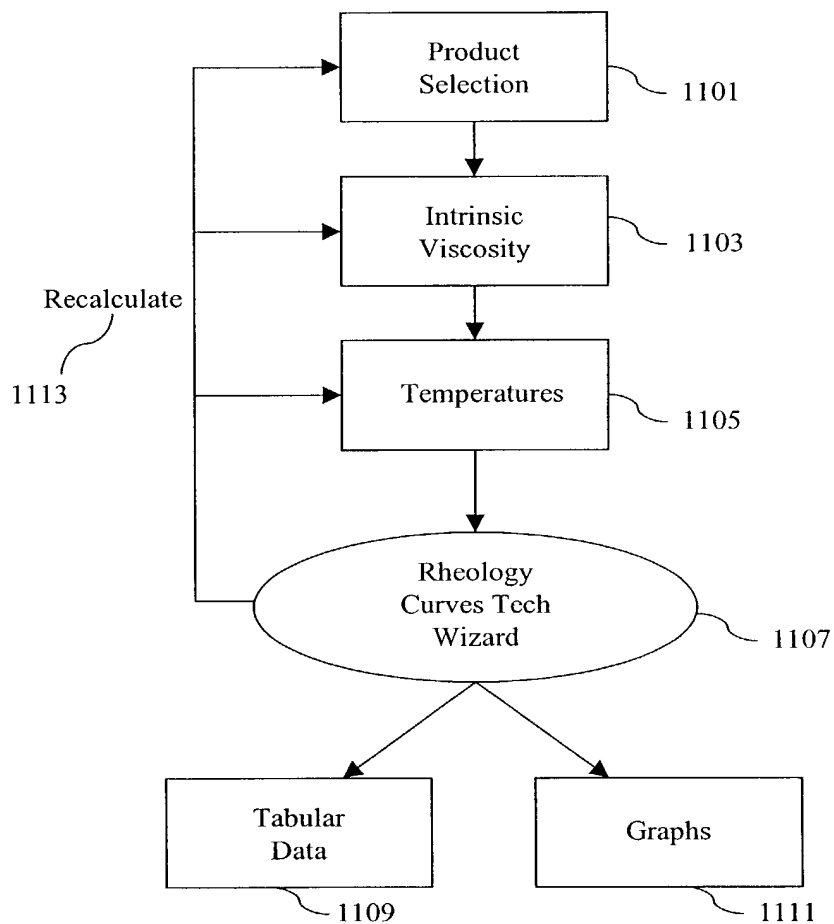 Product
Selection
1101
Intrinsic
Viscosity
1103
Recalculate
1113
Temperatures
1105
Rheology
Curves Tech
Wizard
1107
Tabular
Data
1109
Graphs
1111